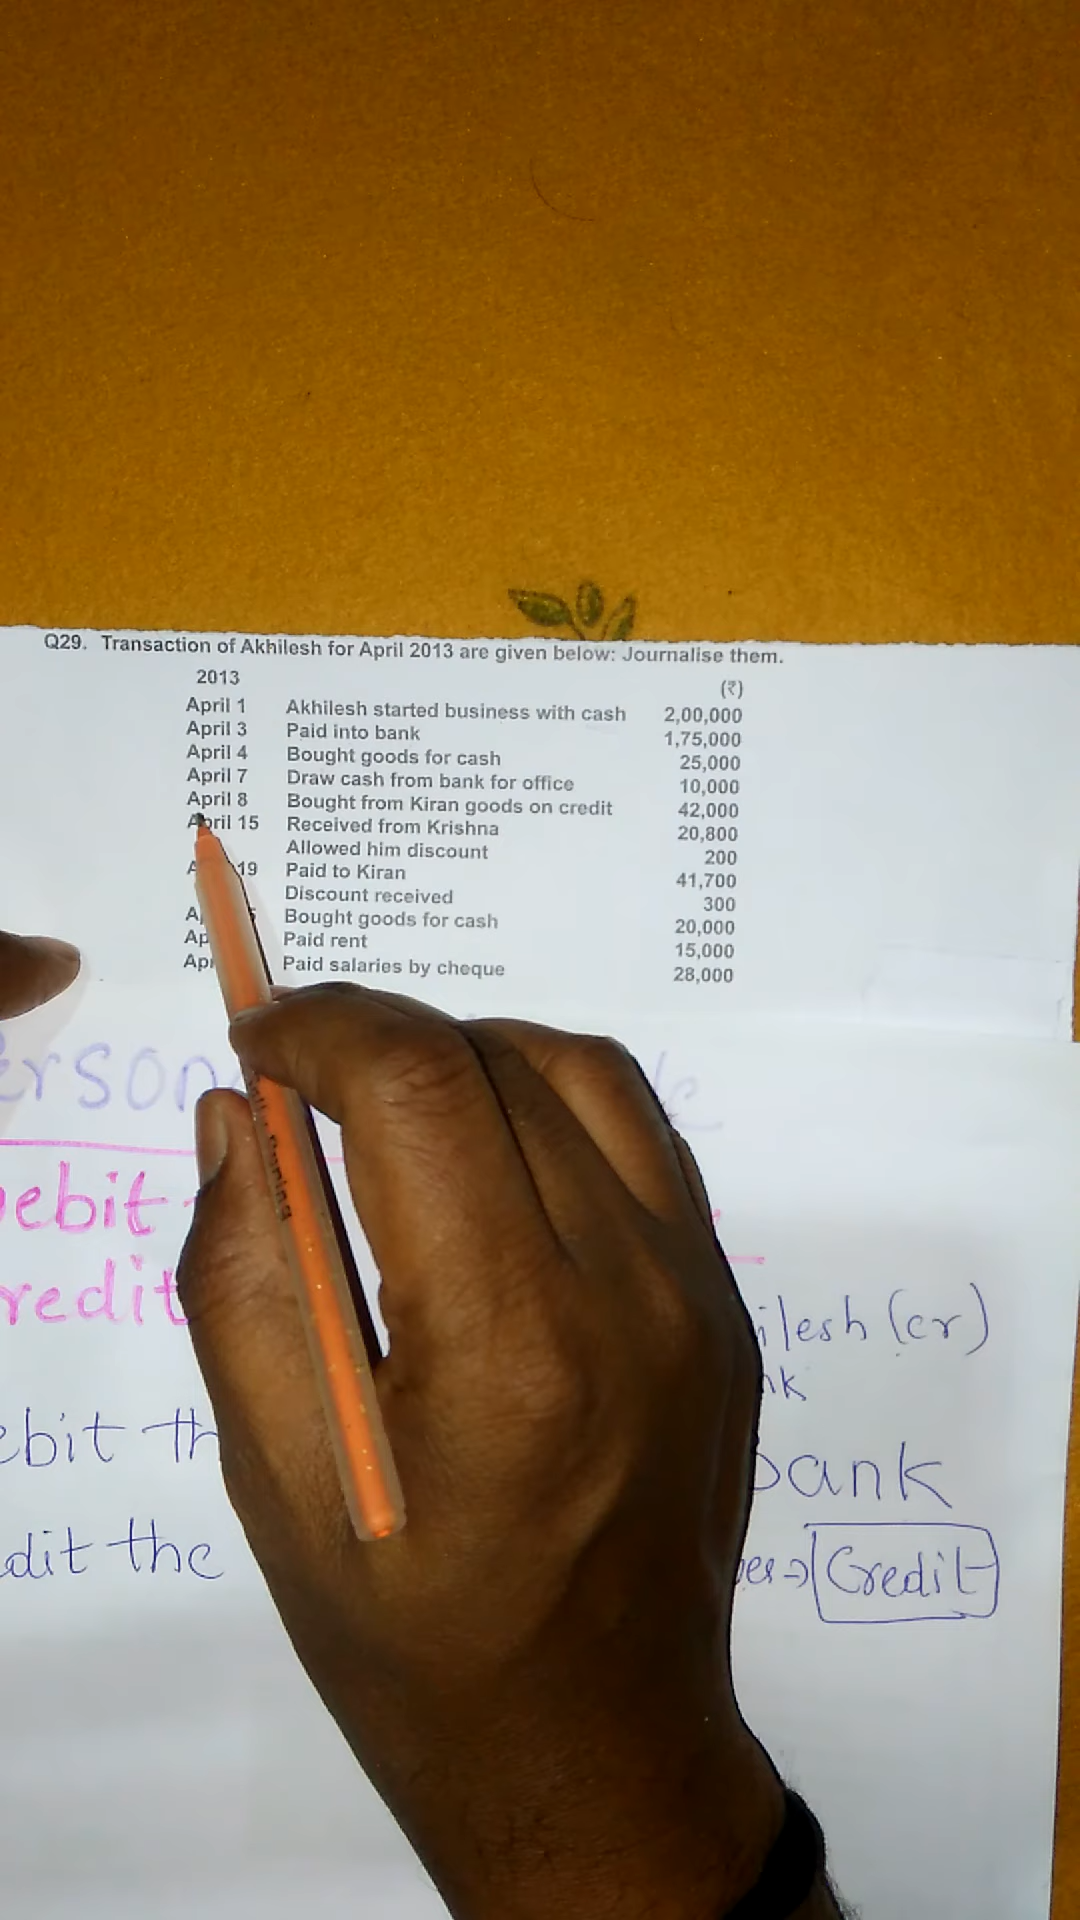 Q29. Transaction of Akhilesh for April 2013 are given below: Journalise them.
2013 (₹)
April 1 Akhilesh started business with cash 2,00,000
April 3 Paid into bank 1,75,000
April 4 Bought goods for cash 25,000
April 7 Draw cash from bank for office 10,000
April 8 Bought from Kiran goods on credit 42,000
April 15 Received from Krishna 20,800
Allowed him discount 200
19 Paid to Kiran 41,700
Discount received 300
Bought goods for cash 20,000
Paid rent 15,000
Paid salaries by cheque 28,000
ebit
redit
ilesh (cr)
nk
ebit th
bank
dit the
Credit